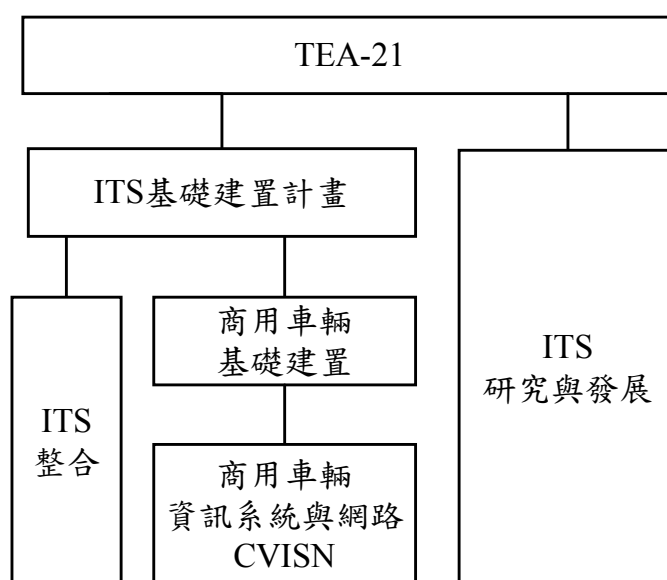 TEA-21
ITS基礎建置計畫
商用車輛
基礎建置
ITS
研究與發展
ITS
整合
商用車輛
資訊系統與網路
CVISN